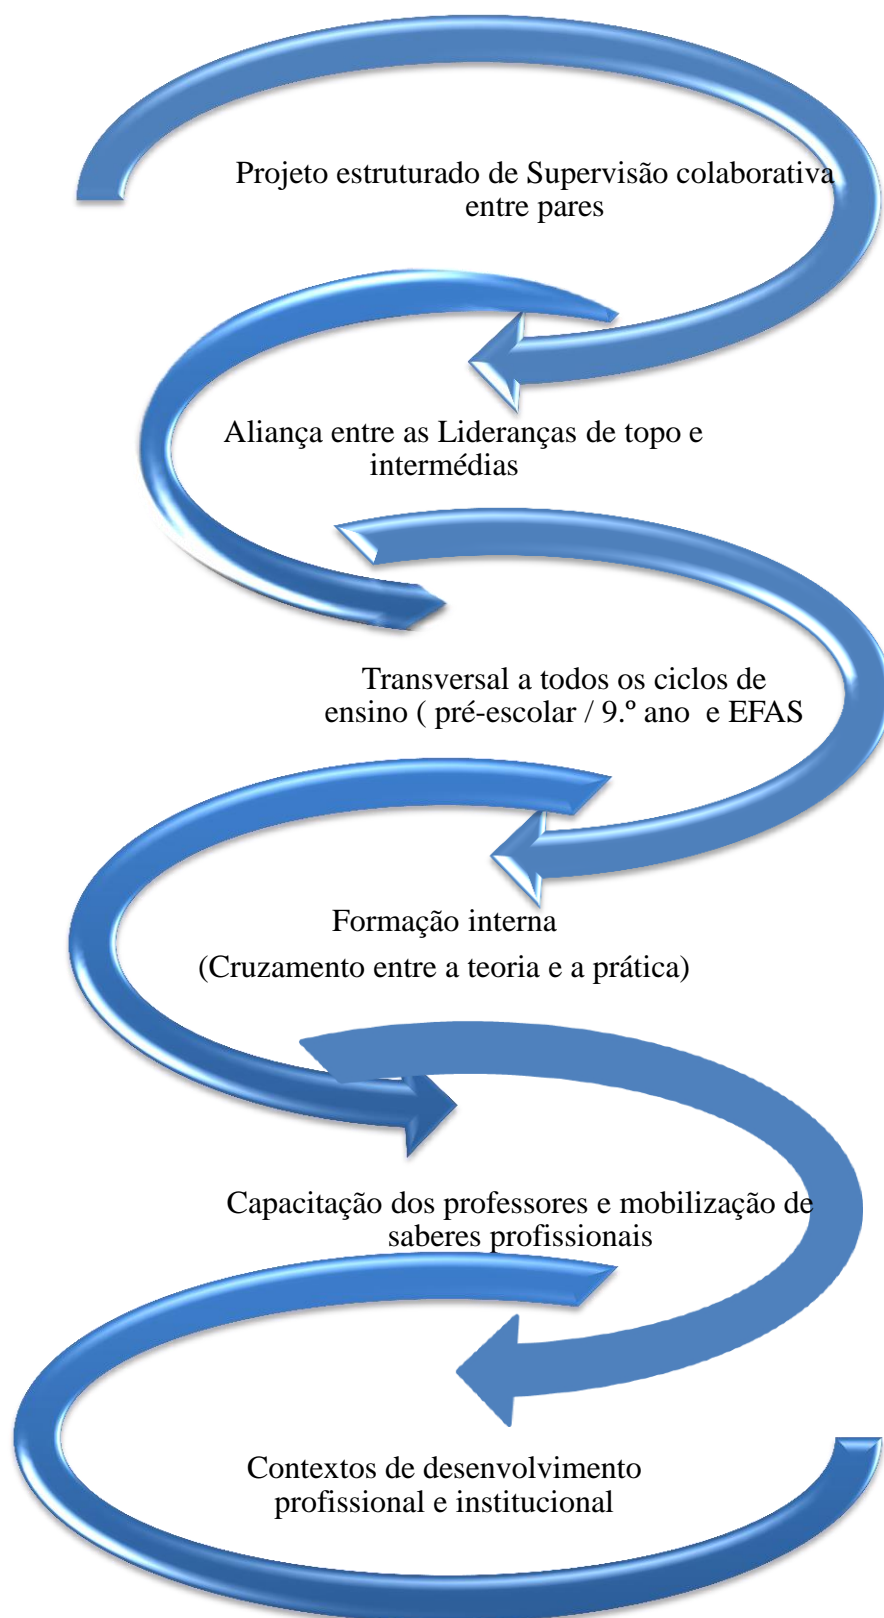 Projeto estruturado de Supervisão colaborativa
entre pares
Aliança entre as Lideranças de topo e
intermédias
Transversal a todos os ciclos de
ensino ( pré-escolar / 9.º ano  e EFAS
Formação interna
(Cruzamento entre a teoria e a prática)
Capacitação dos professores e mobilização de
saberes profissionais
Contextos de desenvolvimento
profissional e institucional